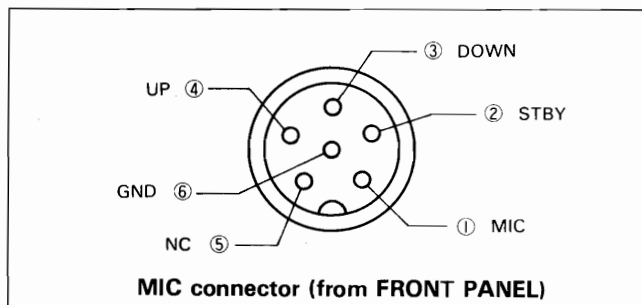 ③ DOWN
UP ④
② STBY
GND ⑥
① MIC
NC ⑤
MIC connector (from FRONT PANEL)